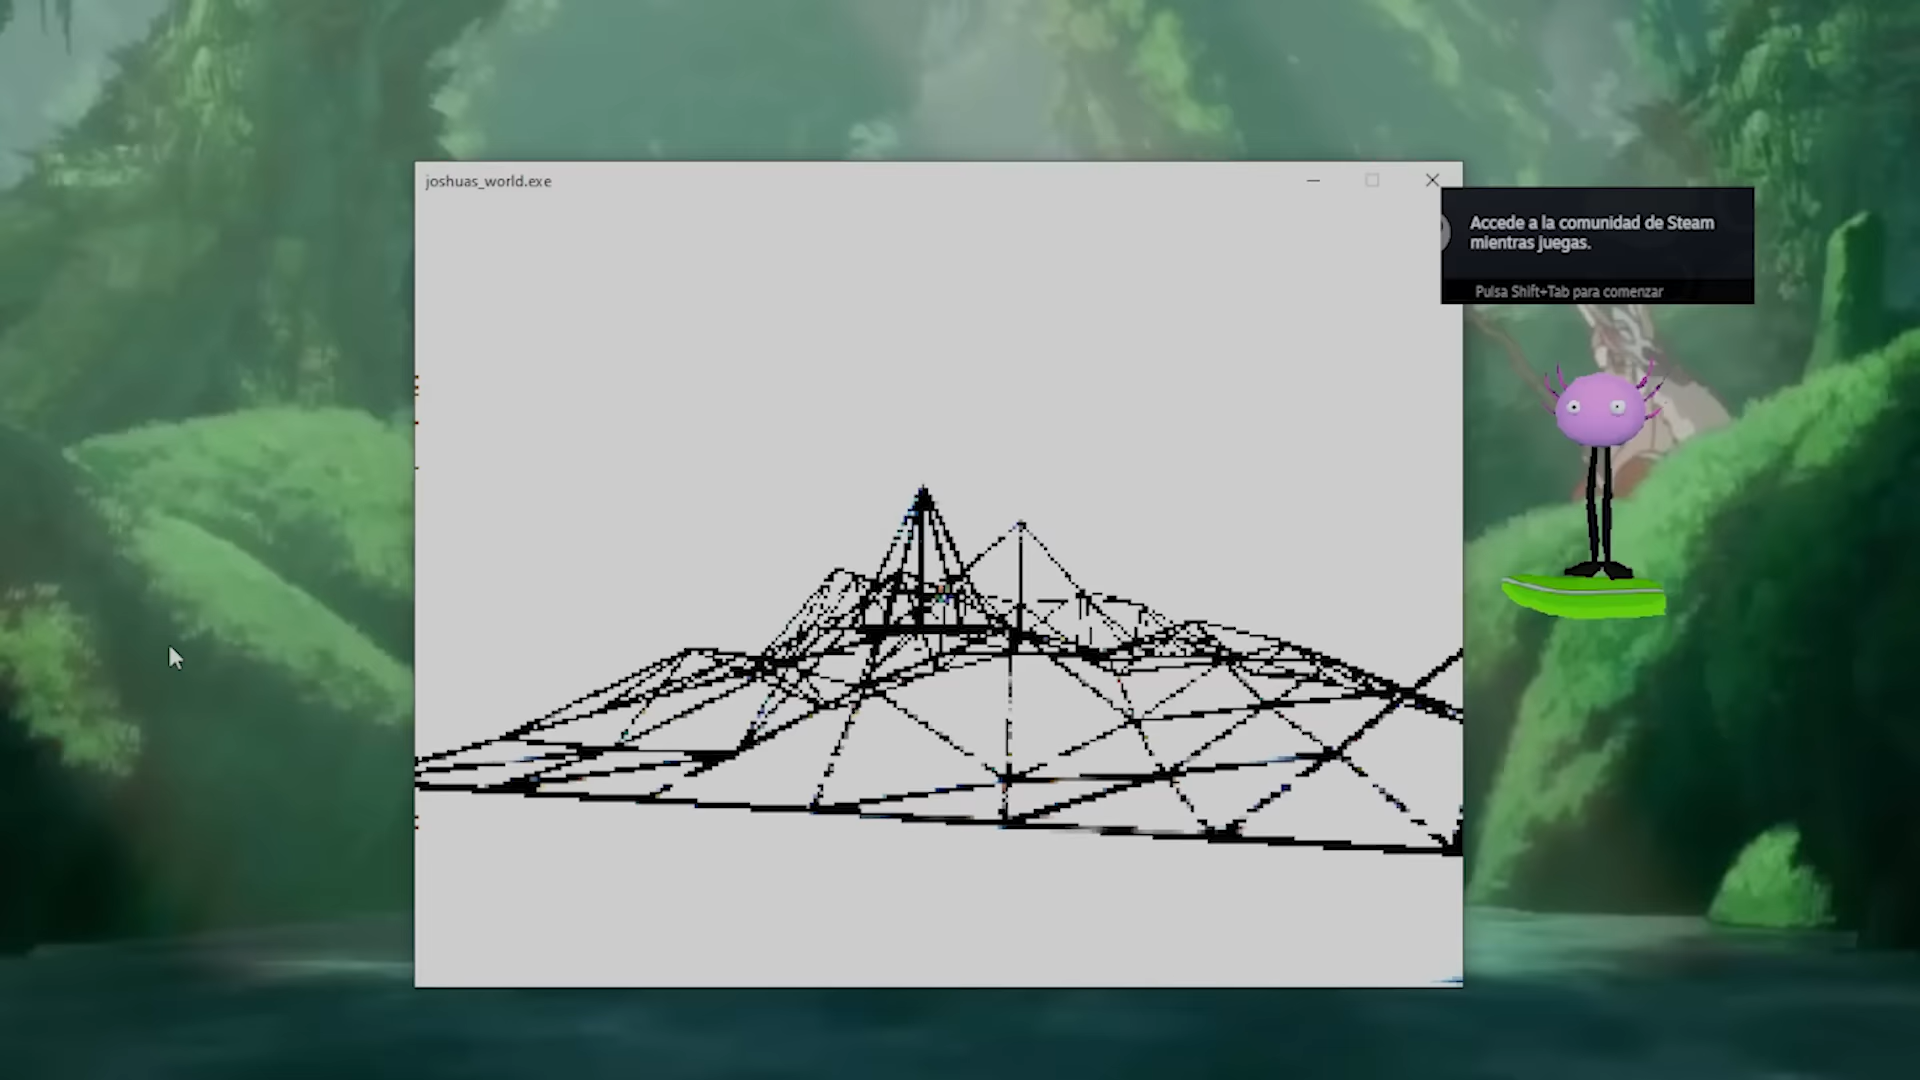 joshuas_world.exe
Accede a la comunidad de Steam
mientras juegas.
Pulsa Shift+Tab para comenzar